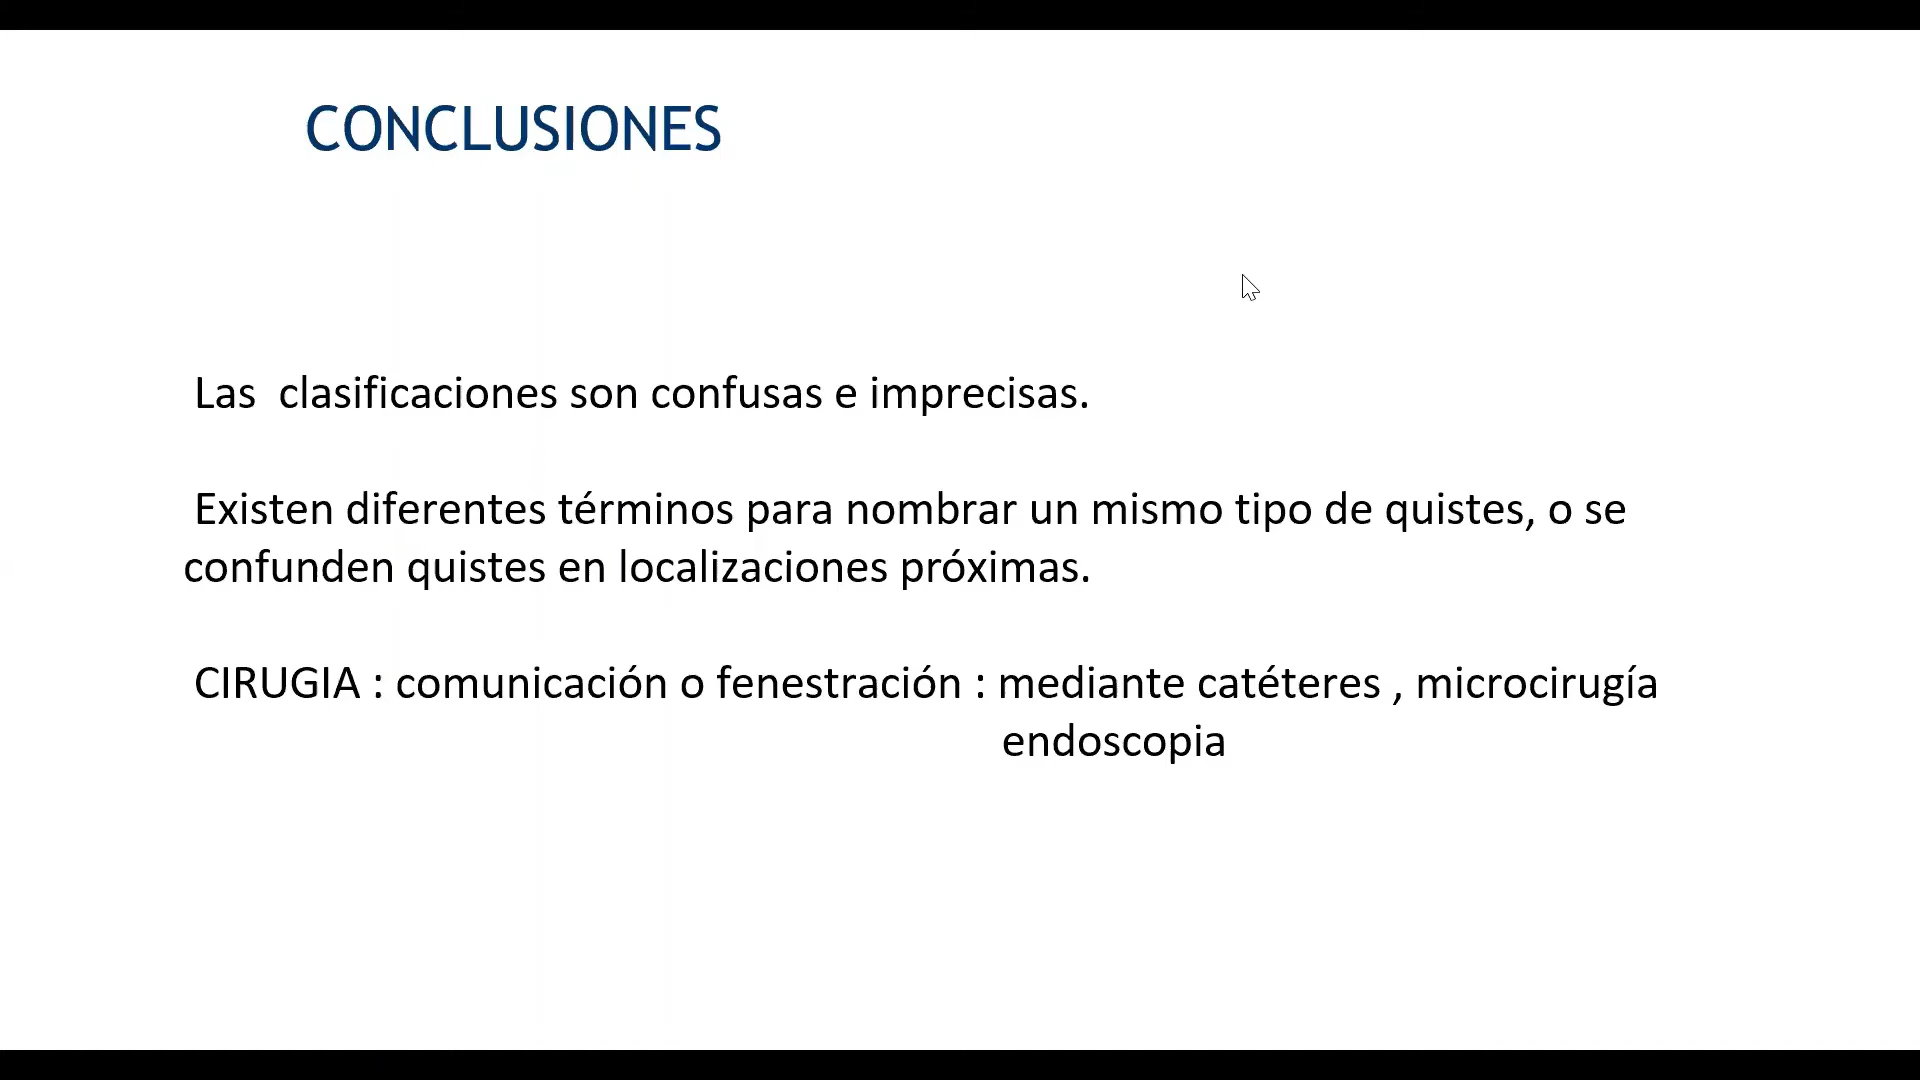 CONCLUSIONES
Las clasificaciones son confusas e imprecisas.
Existen diferentes términos para nombrar un mismo tipo de quistes, o se
confunden quistes en localizaciones próximas.
CIRUGIA : comunicación o fenestración : mediante catéteres , microcirugía
endoscopia